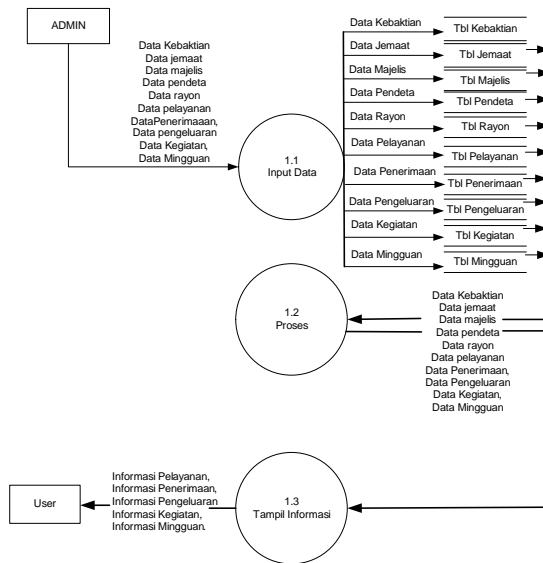 ADMIN
Data Kebaktian
Data jemaat
Data majelis
Data pendeta
Data rayon
Data pelayanan
DataPenerimaaan,
Data pengeluaran
Data Kegiatan,
Data Mingguan
1.1
Input Data
Data Kebaktian
Tbl Kebaktian
Data Jemaat
Tbl Jemaat
Data Majelis
Tbl Majelis
Data Pendeta
Tbl Pendeta
Data Rayon
Tbl Rayon
Data Pelayanan
Tbl Pelayanan
Data Penerimaan
Tbl Penerimaan
Data Pengeluaran
Tbl Pengeluaran
Data Kegiatan
Tbl Kegiatan
Data Mingguan
Tbl Mingguan
1.2
Proses
Data Kebaktian
Data jemaat
Data majelis
Data pendeta
Data rayon
Data pelayanan
Data Penerimaan,
Data Pengeluaran
Data Kegiatan,
Data Mingguan
User
Informasi Pelayanan,
Informasi Penerimaan,
Informasi Pengeluaran
Informasi Kegiatan,
Informasi Mingguan.
1.3
Tampil Informasi